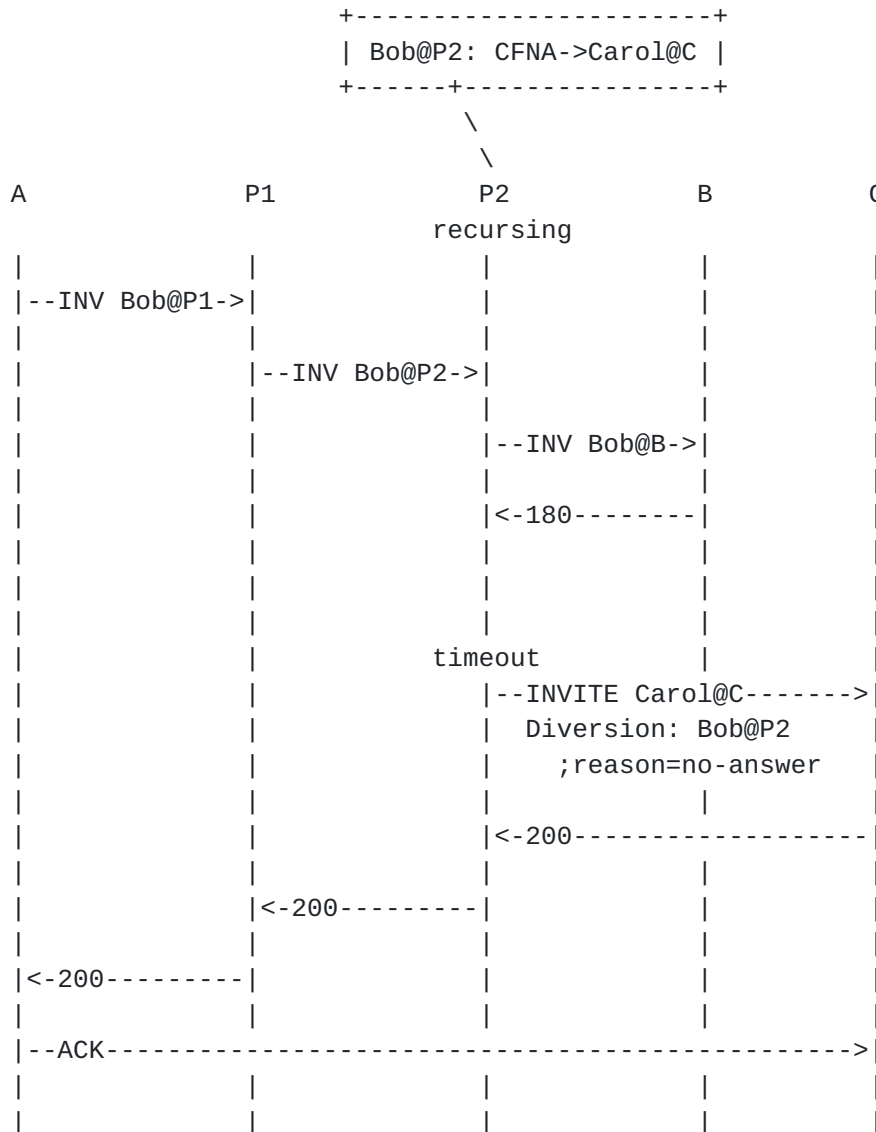 Bob@P2: CFNA->Carol@C
A P1 P2 B C
recursing
--INV Bob@P1->
--INV Bob@P2->
--INV Bob@B->
<-180--------
timeout
--INVITE Carol@C------->
Diversion: Bob@P2
;reason=no-answer
<-200-------------------
<-200---------
<-200---------
--ACK-------------------------------------------------->